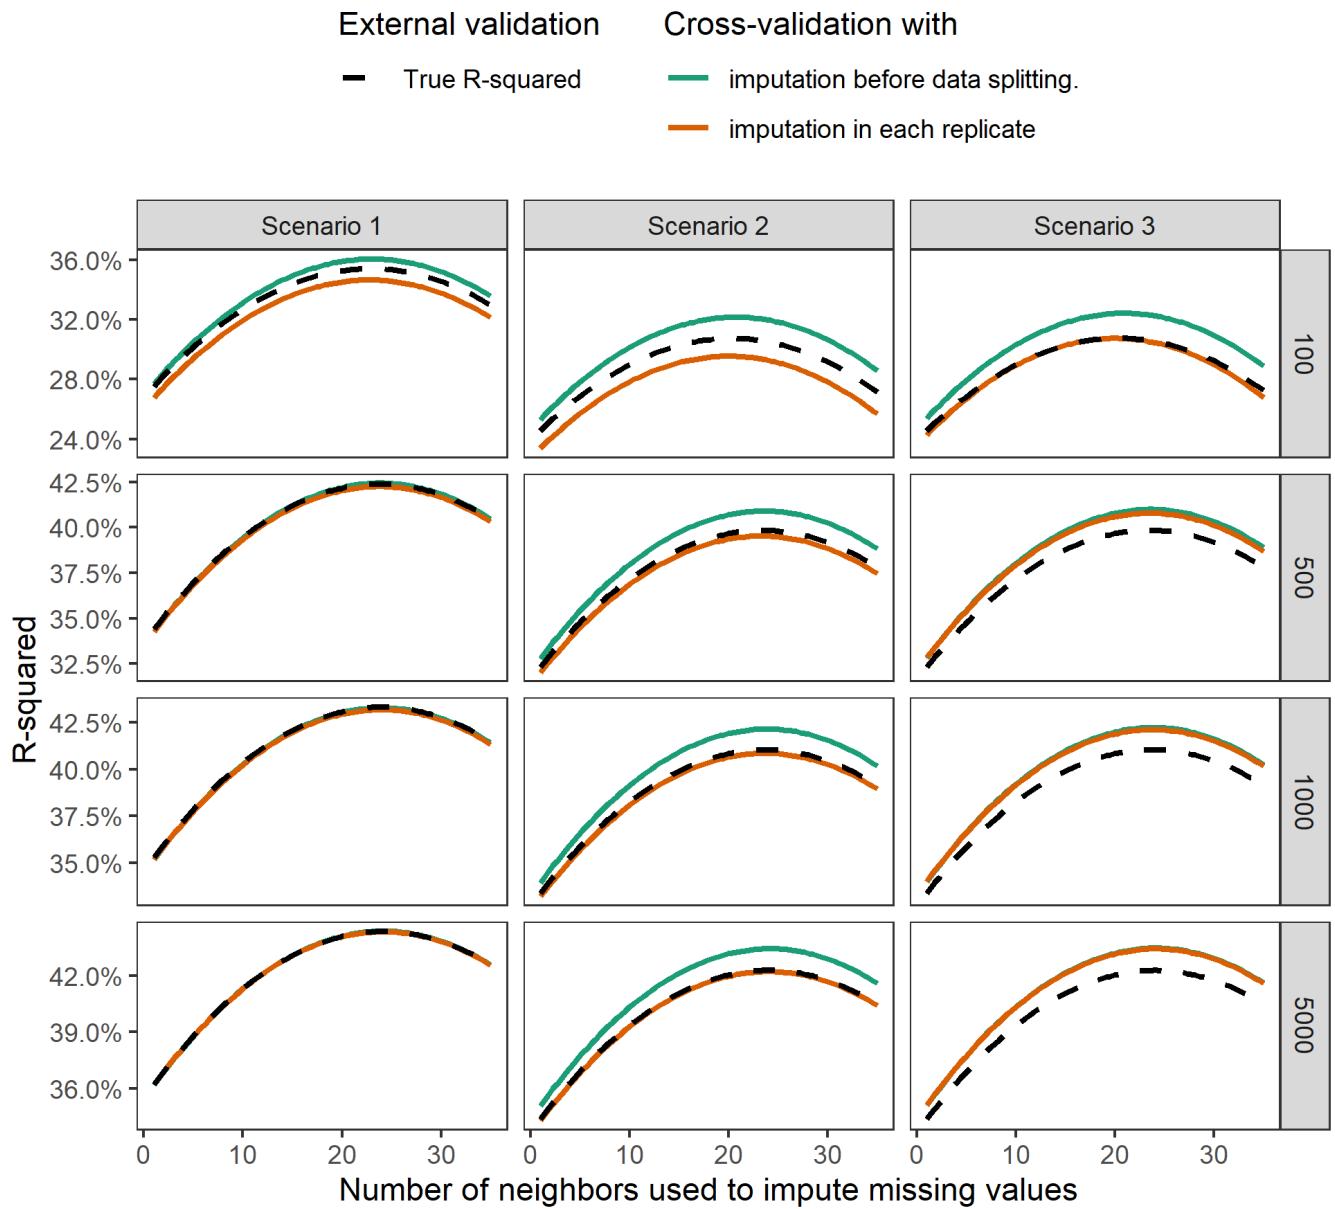 External validation
Cross-validation with
True R-squared
imputation before data splitting.
imputation in each replicate
Scenario 1
Scenario 2
Scenario 3
36.0%
32.0%
28.0%
24.0%
100
42.5%
40.0%
37.5%
35.0%
32.5%
500
42.5%
40.0%
37.5%
35.0%
1000
42.0%
39.0%
36.0%
5000
R-squared
0 10 20 30
0 10 20 30
0 10 20 30
Number of neighbors used to impute missing values